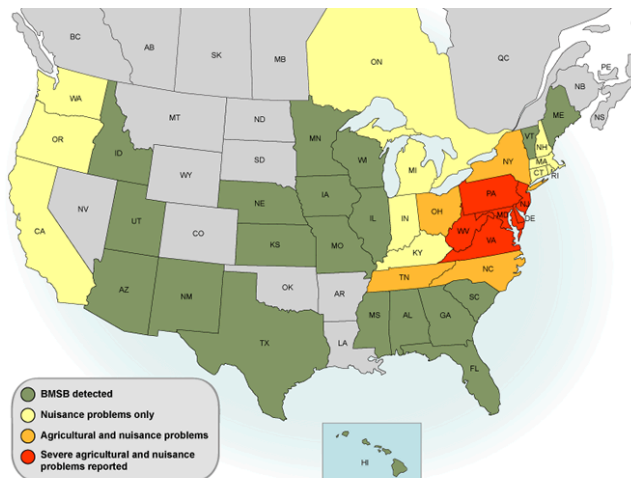 BC
AB
SK
MB
ON
QC
NB
PE
NS
WA
MT
ND
MN
ME
VT
NH
OR
ID
SD
WI
MI
NY
MA
CT
RI
WY
NE
IA
PA
NJ
NV
UT
CO
IL
IN
OH
MD
DE
CA
KS
MO
WV
VA
KY
AZ
NM
OK
AR
TN
NC
TX
LA
MS
AL
GA
SC
FL
HI
BMSB detected
Nuisance problems only
Agricultural and nuisance problems
Severe agricultural and nuisance
problems reported